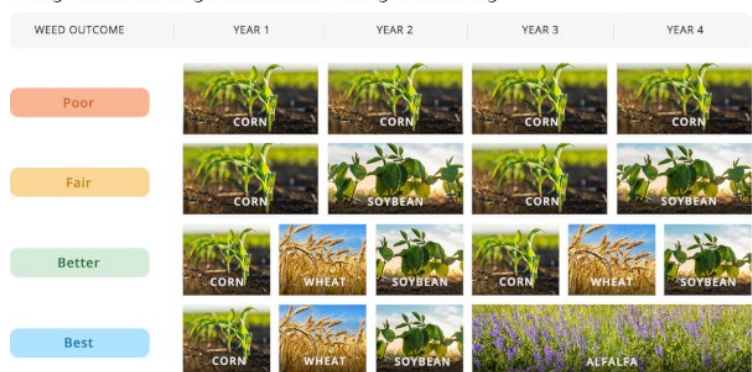 WEED OUTCOME YEAR 1 YEAR 2 YEAR 3 YEAR 4
Poor CORN CORN CORN CORN
Fair CORN SOYBEAN CORN SOYBEAN
Better CORN WHEAT SOYBEAN CORN WHEAT SOYBEAN
Best CORN WHEAT SOYBEAN ALFALFA